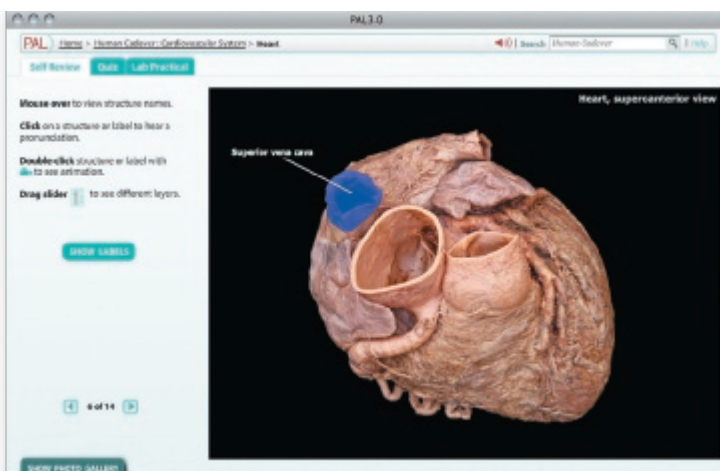 PAL3.0
PAL Home > Human Cadaver: Cardiovascular System > Heart
Search Human Cadaver Help
Self Review Quiz Lab Practical
Mouse over to view structure names.
Click on a structure or label to hear a
pronunciation.
Double-click structure or label with
to see animation.
Drag slider to see different layers.
SHOW LABELS
6 of 14
SHOW PHOTO GALLERY
Heart, superoanterior view
Superior vena cava